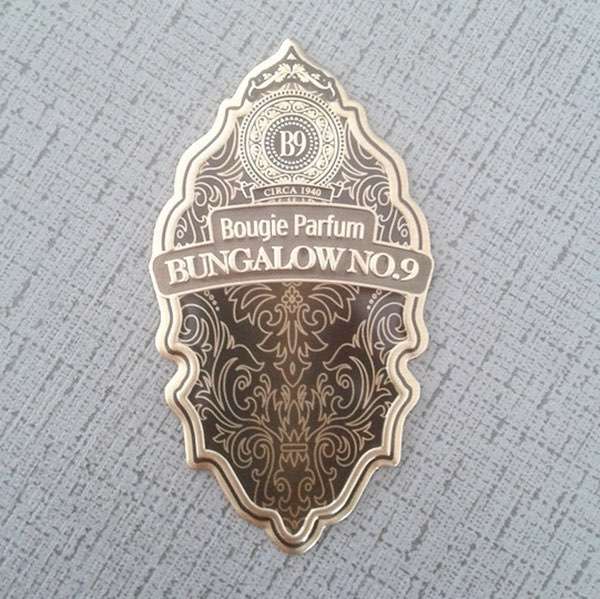 B9
CIRCA 1940
Bougie Parfum
BUNGALOW NO.9